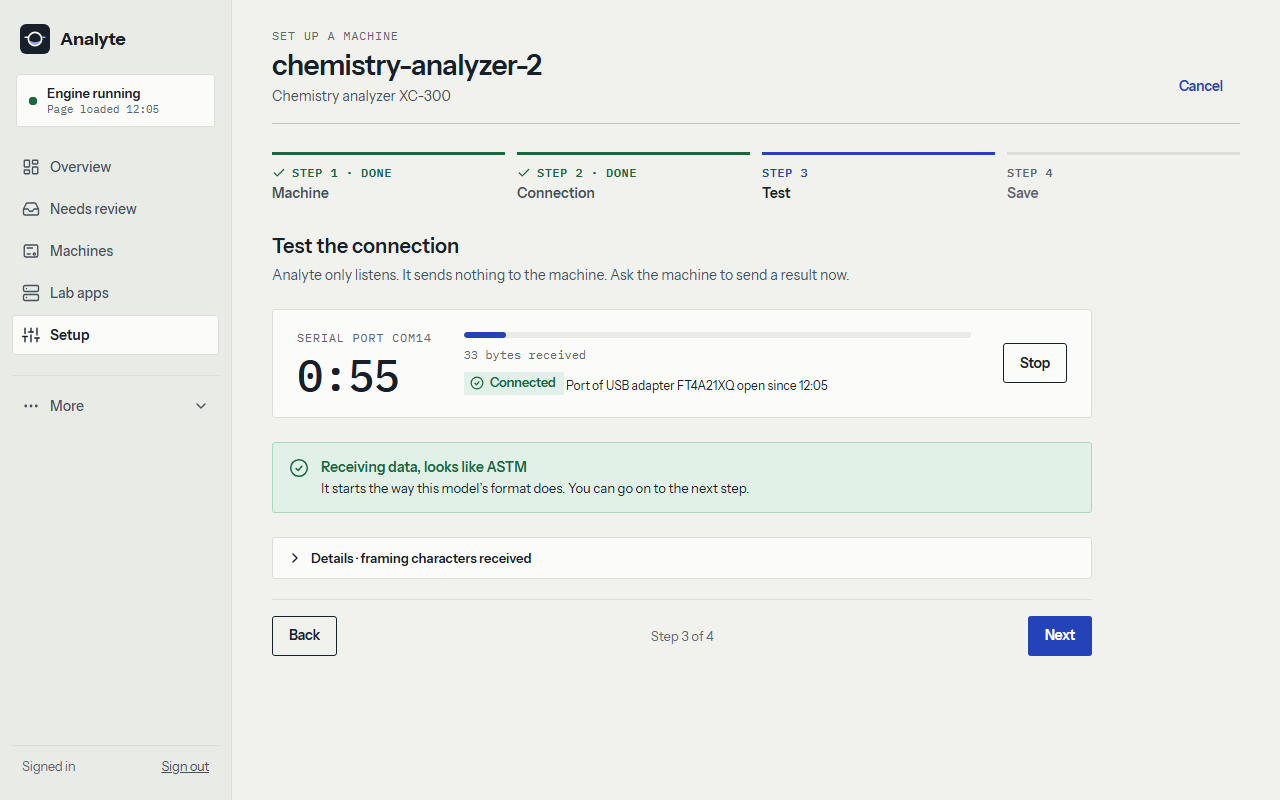 Analyte
Engine running
Page loaded 12:05
Overview
Needs review
Machines
Lab apps
Setup
More
Signed in
Sign out
SET UP A MACHINE
chemistry-analyzer-2
Chemistry analyzer XC-300
Cancel
STEP 1 · DONE
Machine
STEP 2 · DONE
Connection
STEP 3
Test
STEP 4
Save
Test the connection
Analyte only listens. It sends nothing to the machine. Ask the machine to send a result now.
SERIAL PORT COM14
0:55
33 bytes received
Connected Port of USB adapter FT4A21XQ open since 12:05
Stop
Receiving data, looks like ASTM
It starts the way this model’s format does. You can go on to the next step.
Details · framing characters received
Back
Step 3 of 4
Next